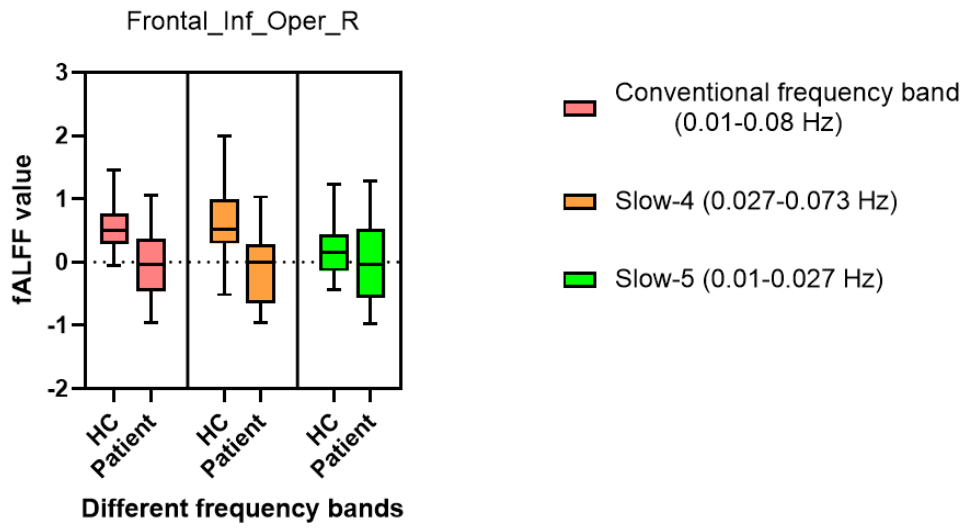 Frontal_Inf_Oper_R
3
2
1
0
-1
-2
fALFF value
HC
Patient
HC
Patient
HC
Patient
Different frequency bands
Conventional frequency band
(0.01-0.08 Hz)
Slow-4 (0.027-0.073 Hz)
Slow-5 (0.01-0.027 Hz)